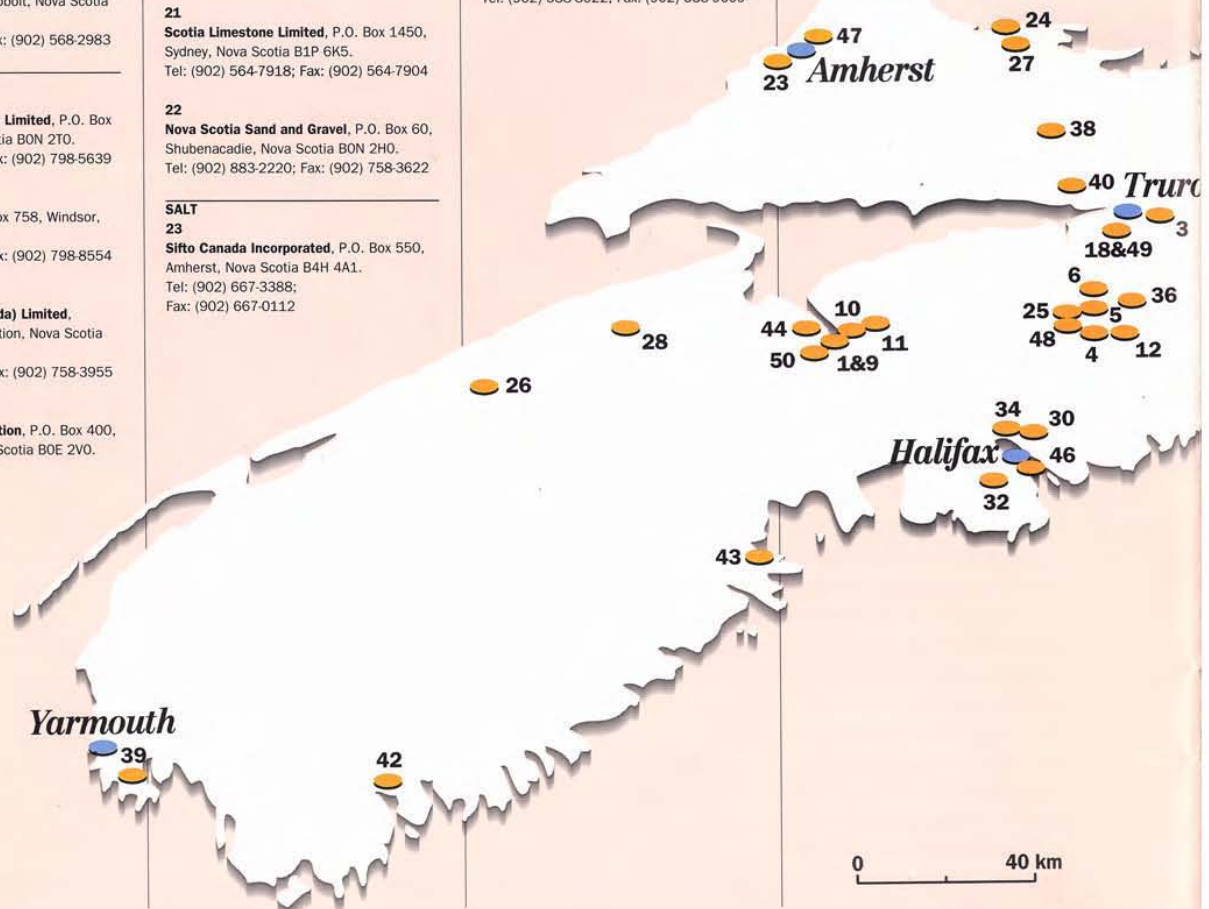 Nova Scotia
x: (902) 568-2983
Limited, P.O. Box
tia B0N 2T0.
x: (902) 798-5639
ox 758, Windsor,
x: (902) 798-8554
da) Limited,
tion, Nova Scotia
x: (902) 758-3955
tion, P.O. Box 400,
Scotia B0E 2V0.
21
Scotia Limestone Limited, P.O. Box 1450,
Sydney, Nova Scotia B1P 6K5.
Tel: (902) 564-7918; Fax: (902) 564-7904
22
Nova Scotia Sand and Gravel, P.O. Box 60,
Shubenacadie, Nova Scotia B0N 2H0.
Tel: (902) 883-2220; Fax: (902) 758-3622
SALT
23
Sifto Canada Incorporated, P.O. Box 550,
Amherst, Nova Scotia B4H 4A1.
Tel: (902) 667-3388;
Fax: (902) 667-0112
47
24
Amherst
23
27
38
40
Truro
3
18&49
6
36
25
5
48
4
12
10
44
11
50
1&9
28
26
34
30
Halifax
46
32
43
Yarmouth
39
42
0
40 km